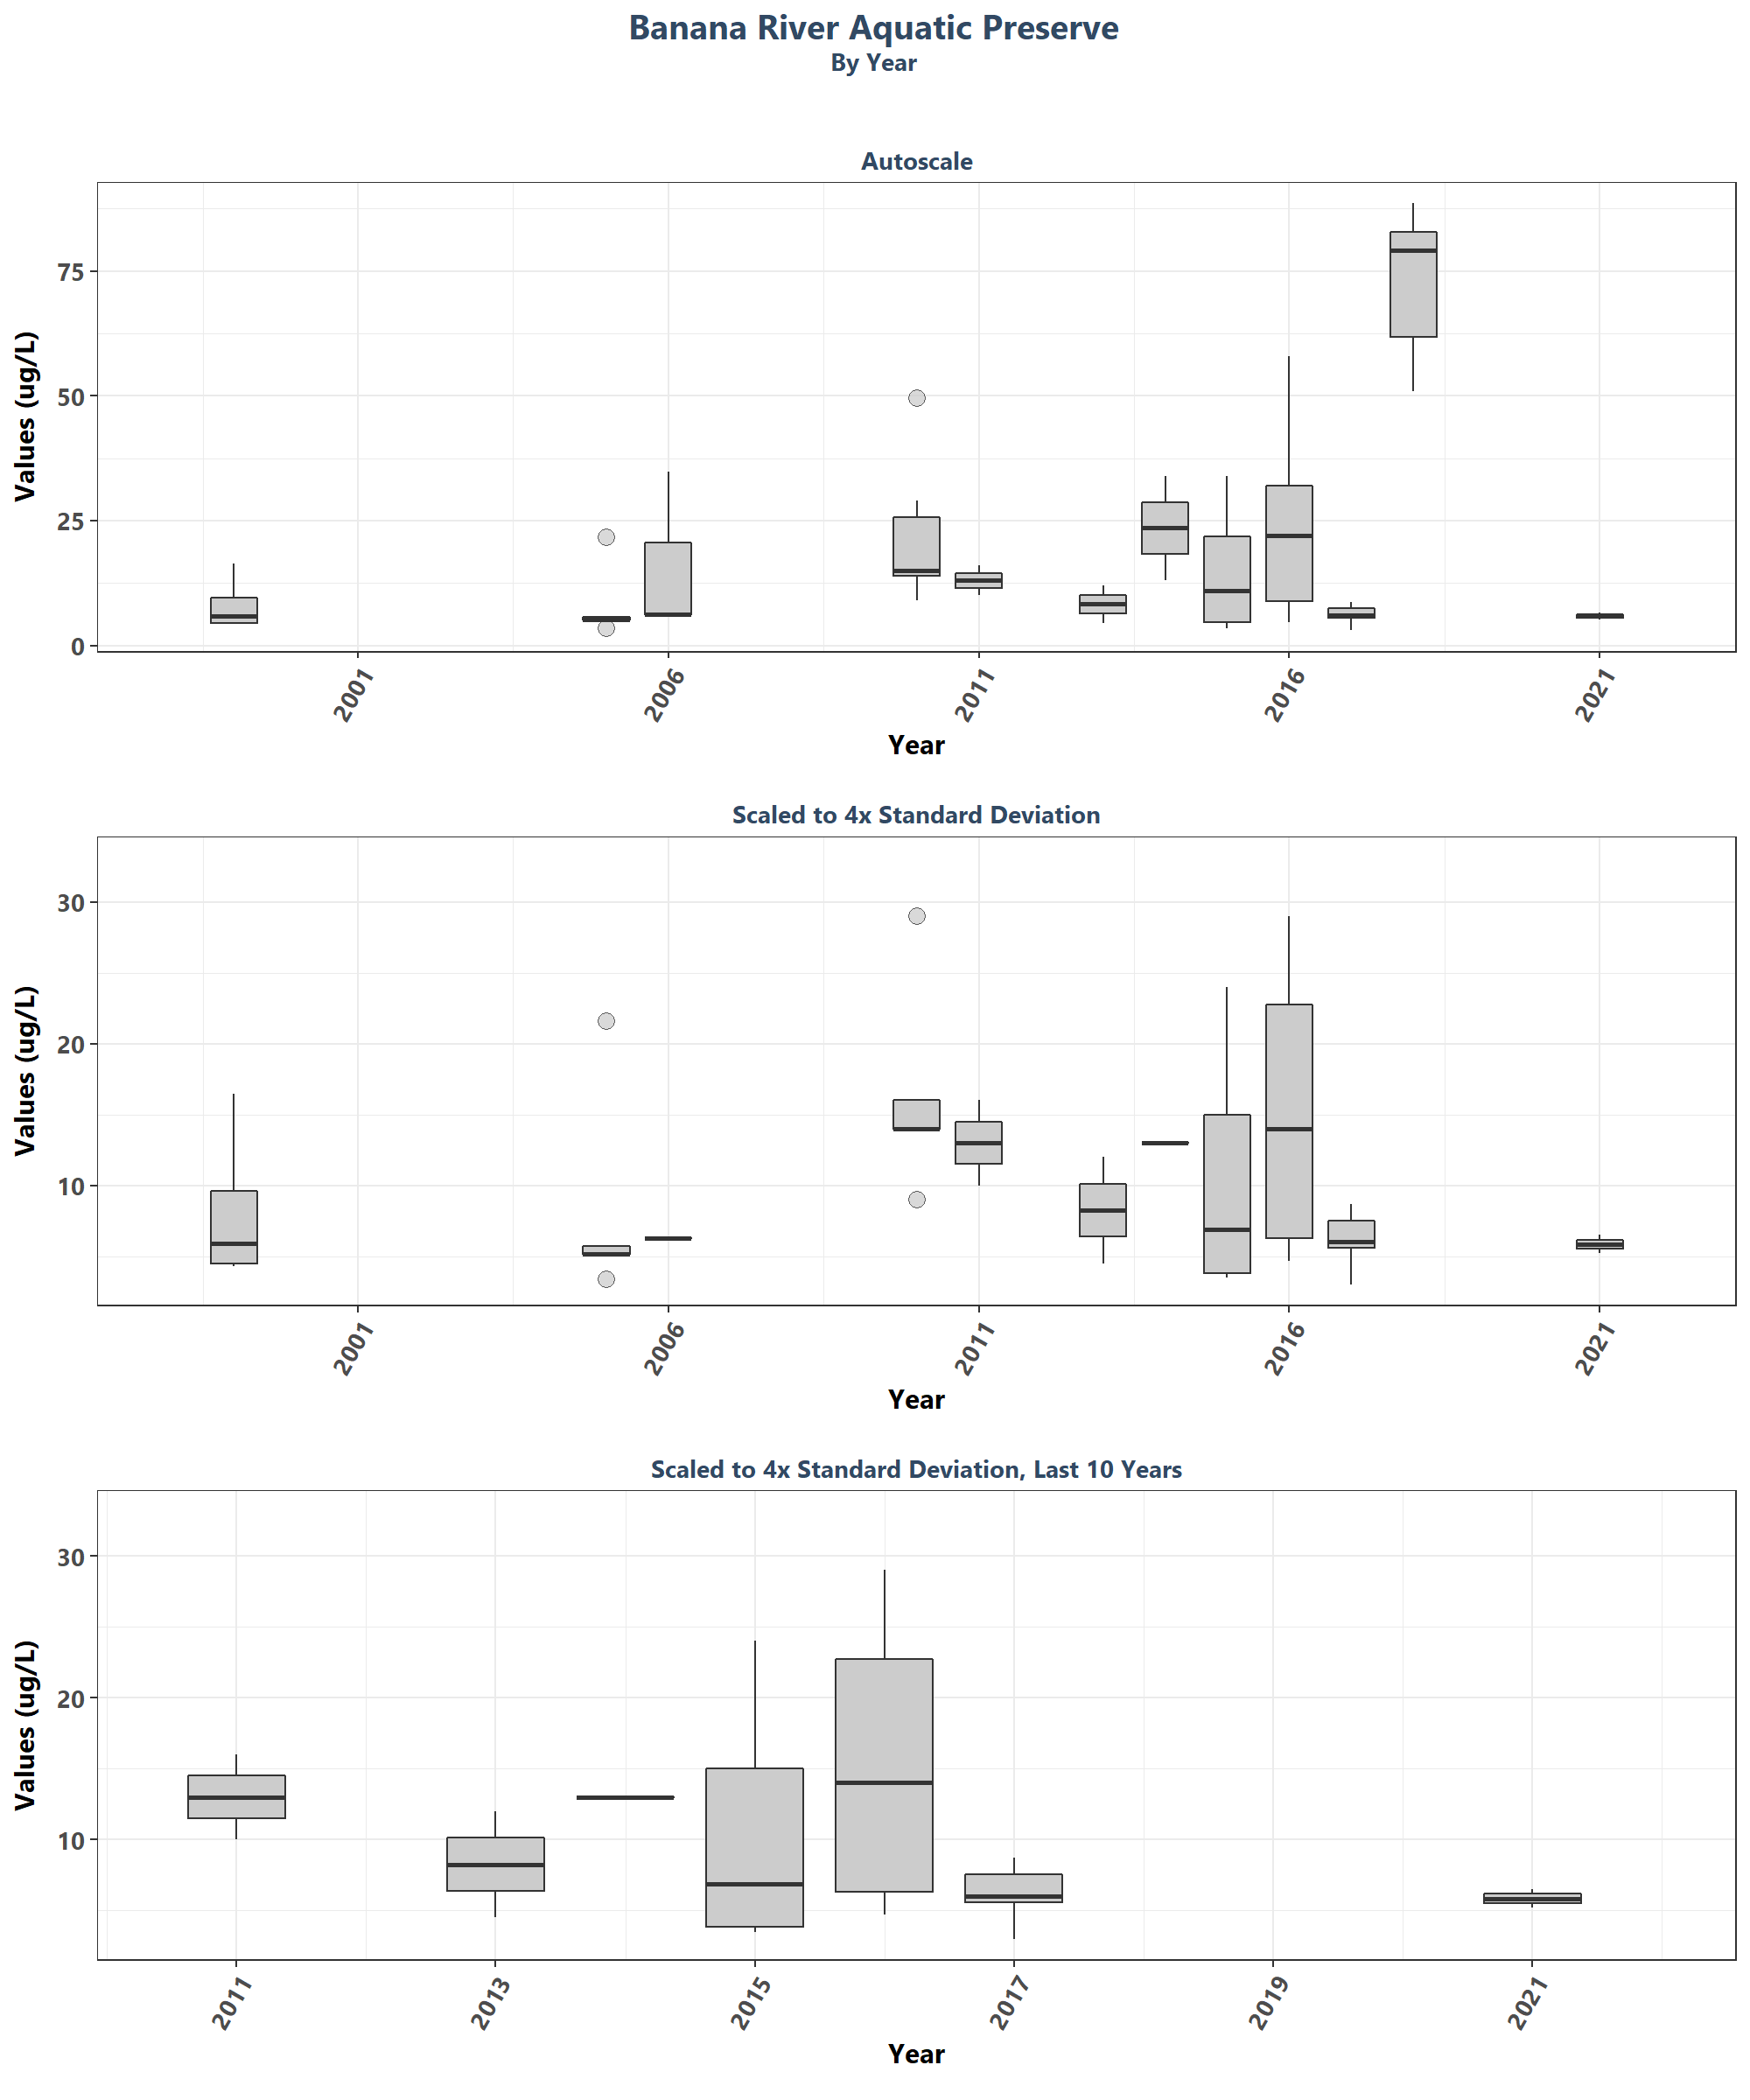 Banana River Aquatic Preserve
By Year
Autoscale
Values (ug/L)
75
50
25
0
2001
2006
2011
2016
2021
Year
Scaled to 4x Standard Deviation
Values (ug/L)
30
20
10
2001
2006
2011
2016
2021
Year
Scaled to 4x Standard Deviation, Last 10 Years
Values (ug/L)
30
20
10
2011
2013
2015
2017
2019
2021
Year